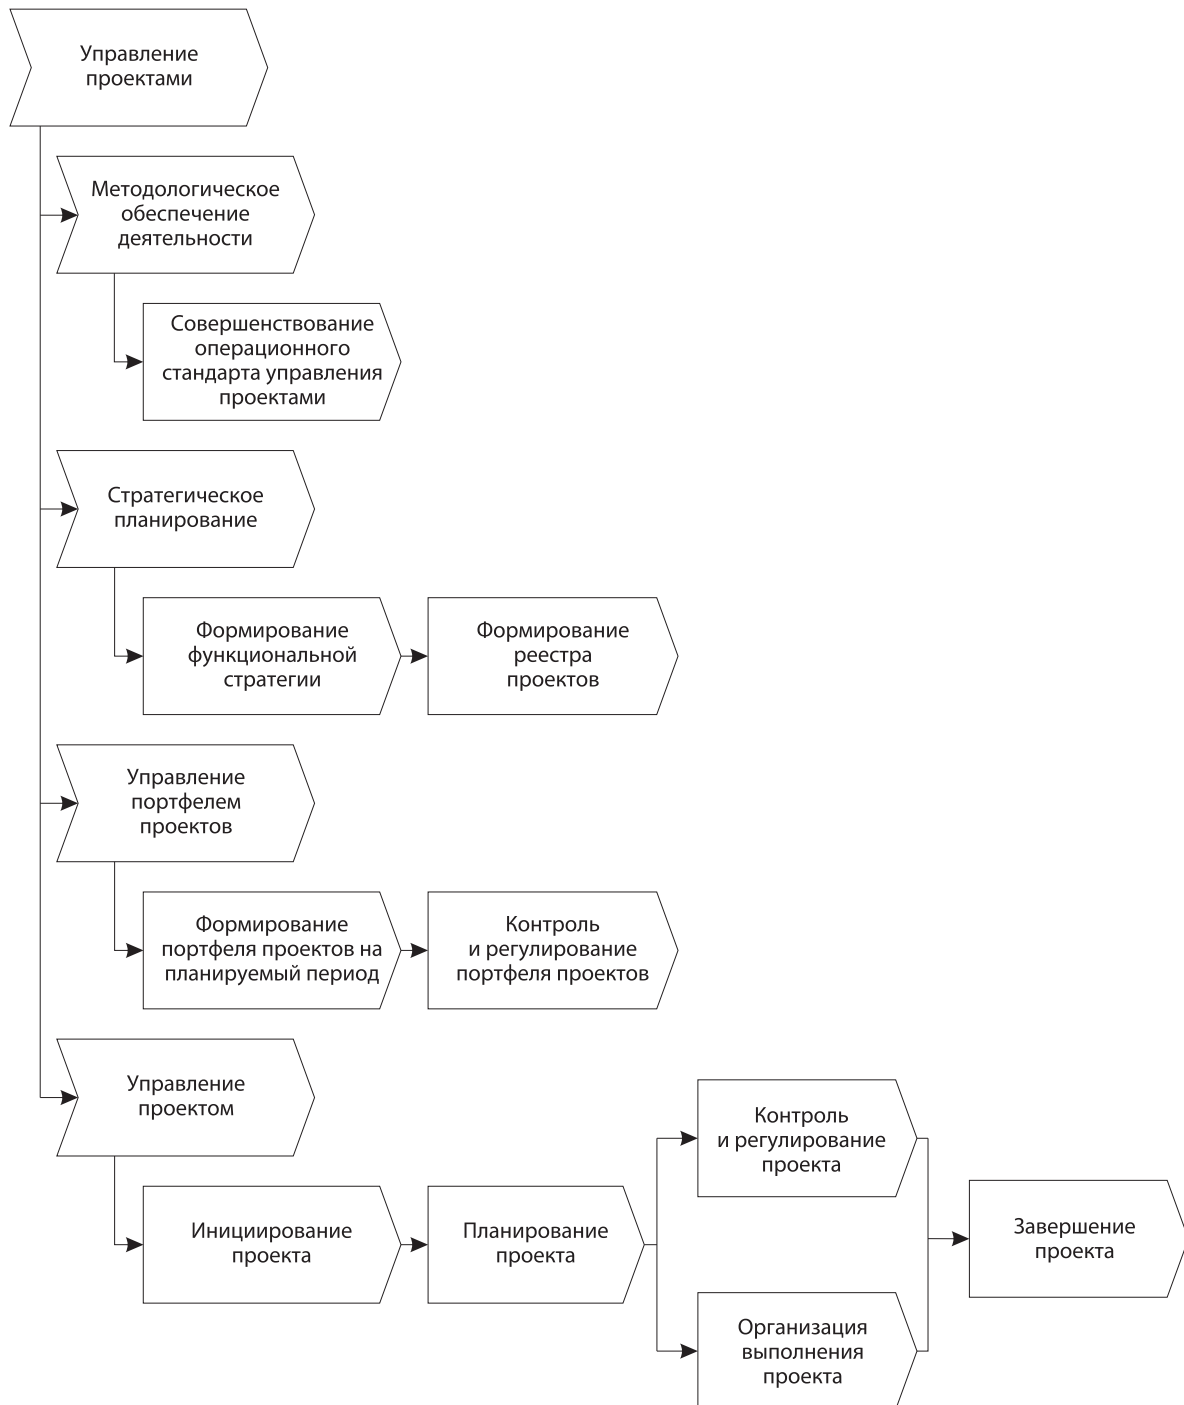 Управление
проектами
Методологическое
обеспечение
деятельности
Совершенствование
операционного
стандарта управления
проектами
Стратегическое
планирование
Формирование
функциональной
стратегии
Формирование
реестра
проектов
Управление
портфелем
проектов
Формирование
портфеля проектов на
планируемый период
Контроль
и регулирование
портфеля проектов
Управление
проектом
Инициирование
проекта
Планирование
проекта
Контроль
и регулирование
проекта
Организация
выполнения
проекта
Завершение
проекта